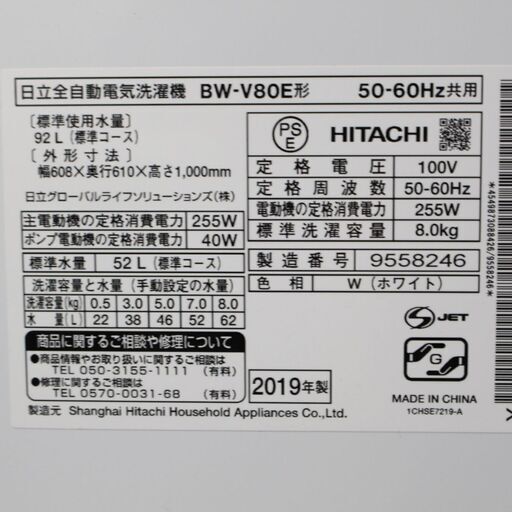 日立全自動電気洗濯機 BW-V80E形 50-60Hz共用
〔標準使用水量〕
92L(標準コース)
〔外形寸法〕
幅608×奥行610×高さ1,000mm
日立グローバルライフソリューションズ(株)
主電動機の定格消費電力 255W
ポンプ電動機の定格消費電力 40W
標準水量 52L(標準コース)
洗濯容量と水量(手動設定の水量)
洗濯容量(kg) 0.5 3.0 5.0 7.0 8.0
水量(L) 22 38 46 52 62
商品に関するご相談や修理について
●商品情報やお取り扱いに関するご相談は
TEL 050-3155-1111 (有料)
●修理に関するご相談は
TEL 0570-0031-68 (有料)
製造元 Shanghai Hitachi Household Appliances Co.,Ltd.
PS
E
HITACHI
定格電圧 100V
定格周波数 50-60Hz
電動機の定格消費電力 255W
標準洗濯容量 8.0kg
製造番号 9558246
色相 W(ホワイト)
S JET
G
2019年製
MADE IN CHINA
1CHSE7219-A
*4549873088426/9558246*